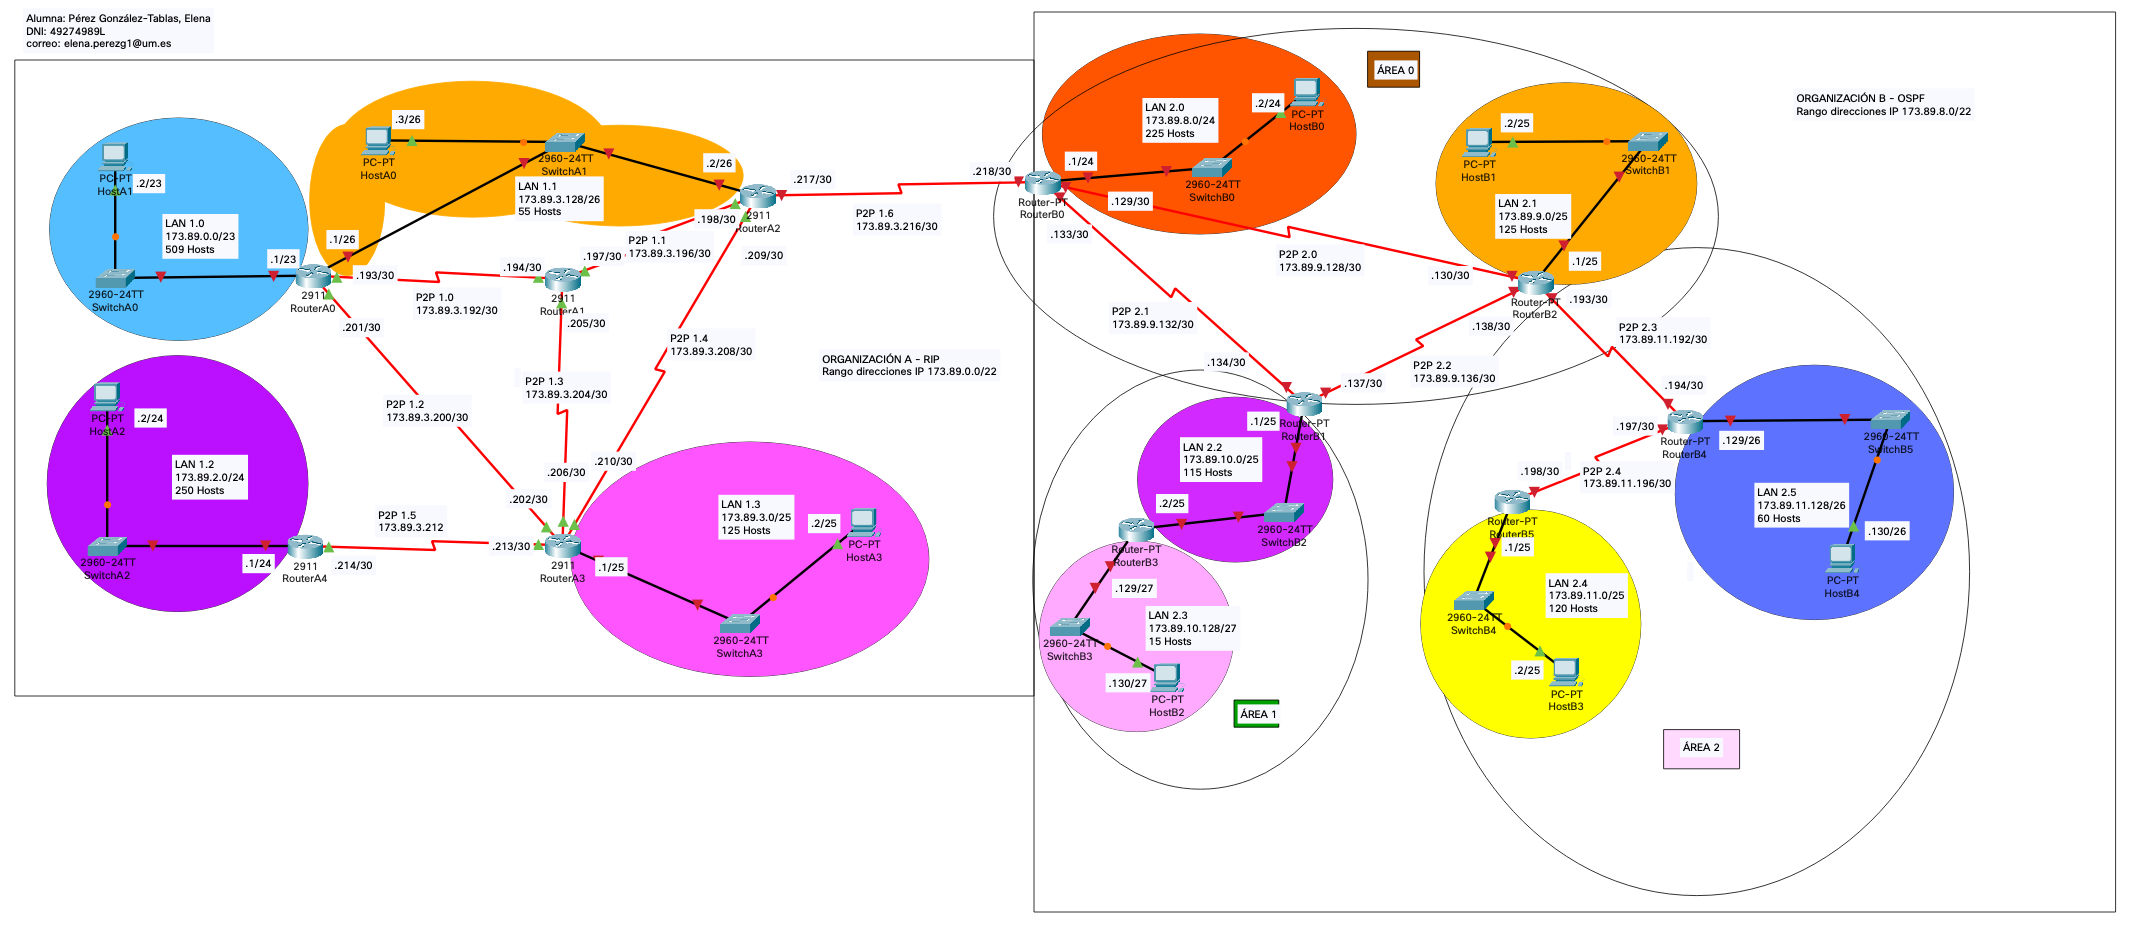 Alumna: Pérez González-Tablas, Elena
DNI: 49274989L
correo: elena.perezg1@um.es
.2/23
PC-PT
HostA1
LAN 1.0
173.89.0.0/23
509 Hosts
.1/23
2960-24TT
SwitchA0
.3/26
PC-PT
HostA0
2960-24TT
SwitchA1
LAN 1.1
173.89.3.128/26
55 Hosts
.1/26
.2/26
2911
RouterA0
.193/30
P2P 1.0
173.89.3.192/30
.194/30
2911
RouterA1
.197/30
P2P 1.1
173.89.3.196/30
.198/30
2911
RouterA2
.217/30
P2P 1.6
173.89.3.216/30
.218/30
.209/30
.201/30
.205/30
P2P 1.4
173.89.3.208/30
ORGANIZACIÓN A - RIP
Rango direcciones IP 173.89.0.0/22
P2P 1.2
173.89.3.200/30
P2P 1.3
173.89.3.204/30
PC-PT
HostA2
.2/24
LAN 1.2
173.89.2.0/24
250 Hosts
2960-24TT
SwitchA2
.1/24
2911
RouterA4
.214/30
P2P 1.5
173.89.3.212
.213/30
.202/30
.206/30
.210/30
2911
RouterA3
.1/25
LAN 1.3
173.89.3.0/25
125 Hosts
.2/25
PC-PT
HostA3
2960-24TT
SwitchA3
ÁREA 0
LAN 2.0
173.89.8.0/24
225 Hosts
.2/24
PC-PT
HostB0
.1/24
2960-24TT
SwitchB0
Router-PT
RouterB0
.129/30
.133/30
P2P 2.0
173.89.9.128/30
.130/30
ORGANIZACIÓN B - OSPF
Rango direcciones IP 173.89.8.0/22
.2/25
PC-PT
HostB1
2960-24TT
SwitchB1
LAN 2.1
173.89.9.0/25
125 Hosts
.1/25
Router-PT
RouterB2
.193/30
P2P 2.1
173.89.9.132/30
.138/30
P2P 2.3
173.89.11.192/30
.134/30
P2P 2.2
173.89.9.136/30
.137/30
.194/30
Router-PT
RouterB1
.1/25
LAN 2.2
173.89.10.0/25
115 Hosts
.2/25
2960-24TT
SwitchB2
Router-PT
RouterB3
.129/27
LAN 2.3
173.89.10.128/27
15 Hosts
2960-24TT
SwitchB3
.130/27
PC-PT
HostB2
ÁREA 1
.197/30
Router-PT
RouterB4
.129/26
2960-24TT
SwitchB5
.198/30
P2P 2.4
173.89.11.196/30
LAN 2.5
173.89.11.128/26
60 Hosts
.130/26
PC-PT
HostB4
Router-PT
RouterB5
.1/25
LAN 2.4
173.89.11.0/25
120 Hosts
2960-24TT
SwitchB4
.2/25
PC-PT
HostB3
ÁREA 2